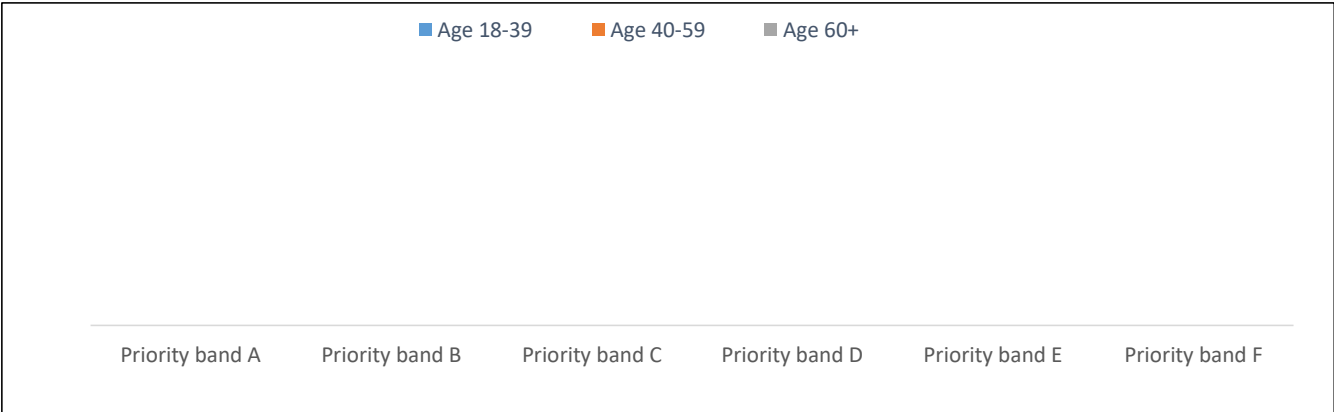 Age 18-39 Age 40-59 Age 60+
Priority band A Priority band B Priority band C Priority band D Priority band E Priority band F